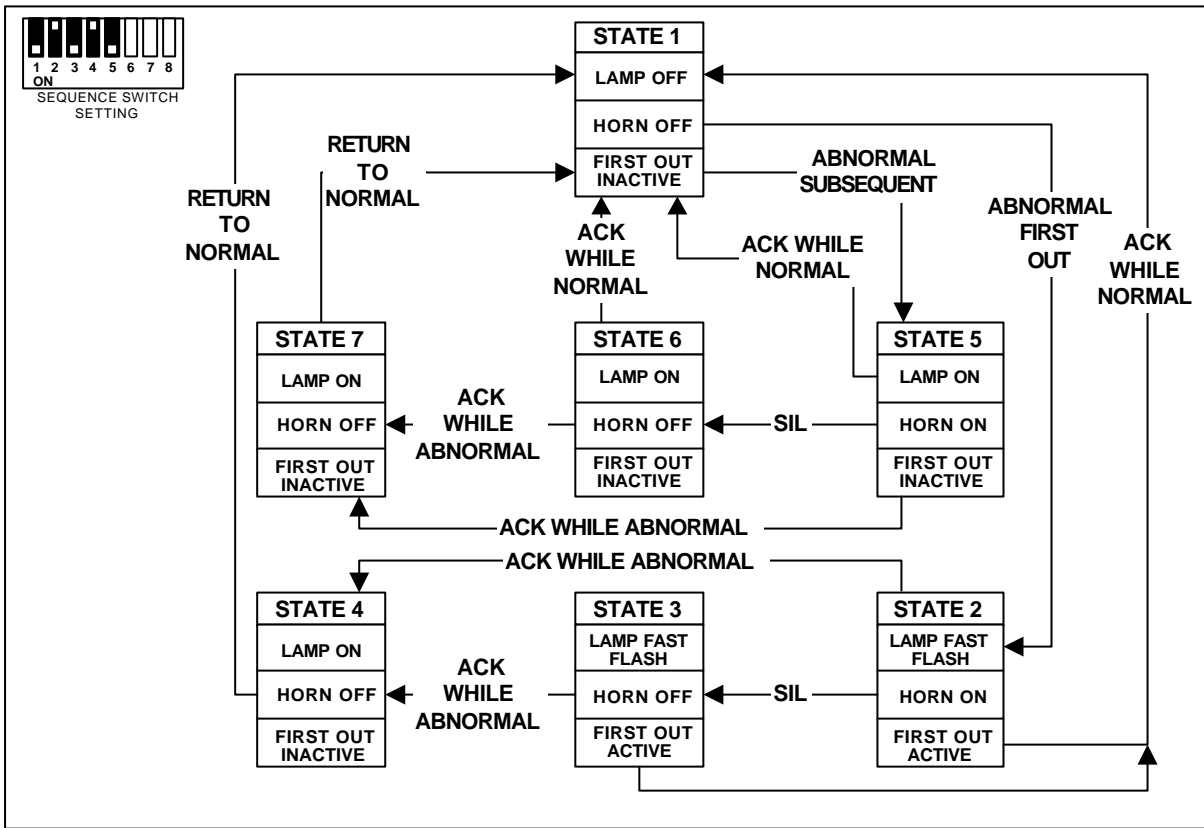 1 2 3 4 5 6 7 8
ON
SEQUENCE SWITCH
SETTING
STATE 1
LAMP OFF
HORN OFF
FIRST OUT
INACTIVE
RETURN
TO
NORMAL
RETURN
TO
NORMAL
ABNORMAL
SUBSEQUENT
ABNORMAL
FIRST
OUT
ACK
WHILE
NORMAL
ACK
WHILE
NORMAL
ACK WHILE
NORMAL
STATE 7
LAMP ON
HORN OFF
FIRST OUT
INACTIVE
ACK
WHILE
ABNORMAL
STATE 6
LAMP ON
HORN OFF
FIRST OUT
INACTIVE
SIL
STATE 5
LAMP ON
HORN ON
FIRST OUT
INACTIVE
ACK WHILE ABNORMAL
ACK WHILE ABNORMAL
STATE 4
LAMP ON
HORN OFF
FIRST OUT
INACTIVE
ACK
WHILE
ABNORMAL
STATE 3
LAMP FAST
FLASH
HORN OFF
FIRST OUT
ACTIVE
SIL
STATE 2
LAMP FAST
FLASH
HORN ON
FIRST OUT
ACTIVE